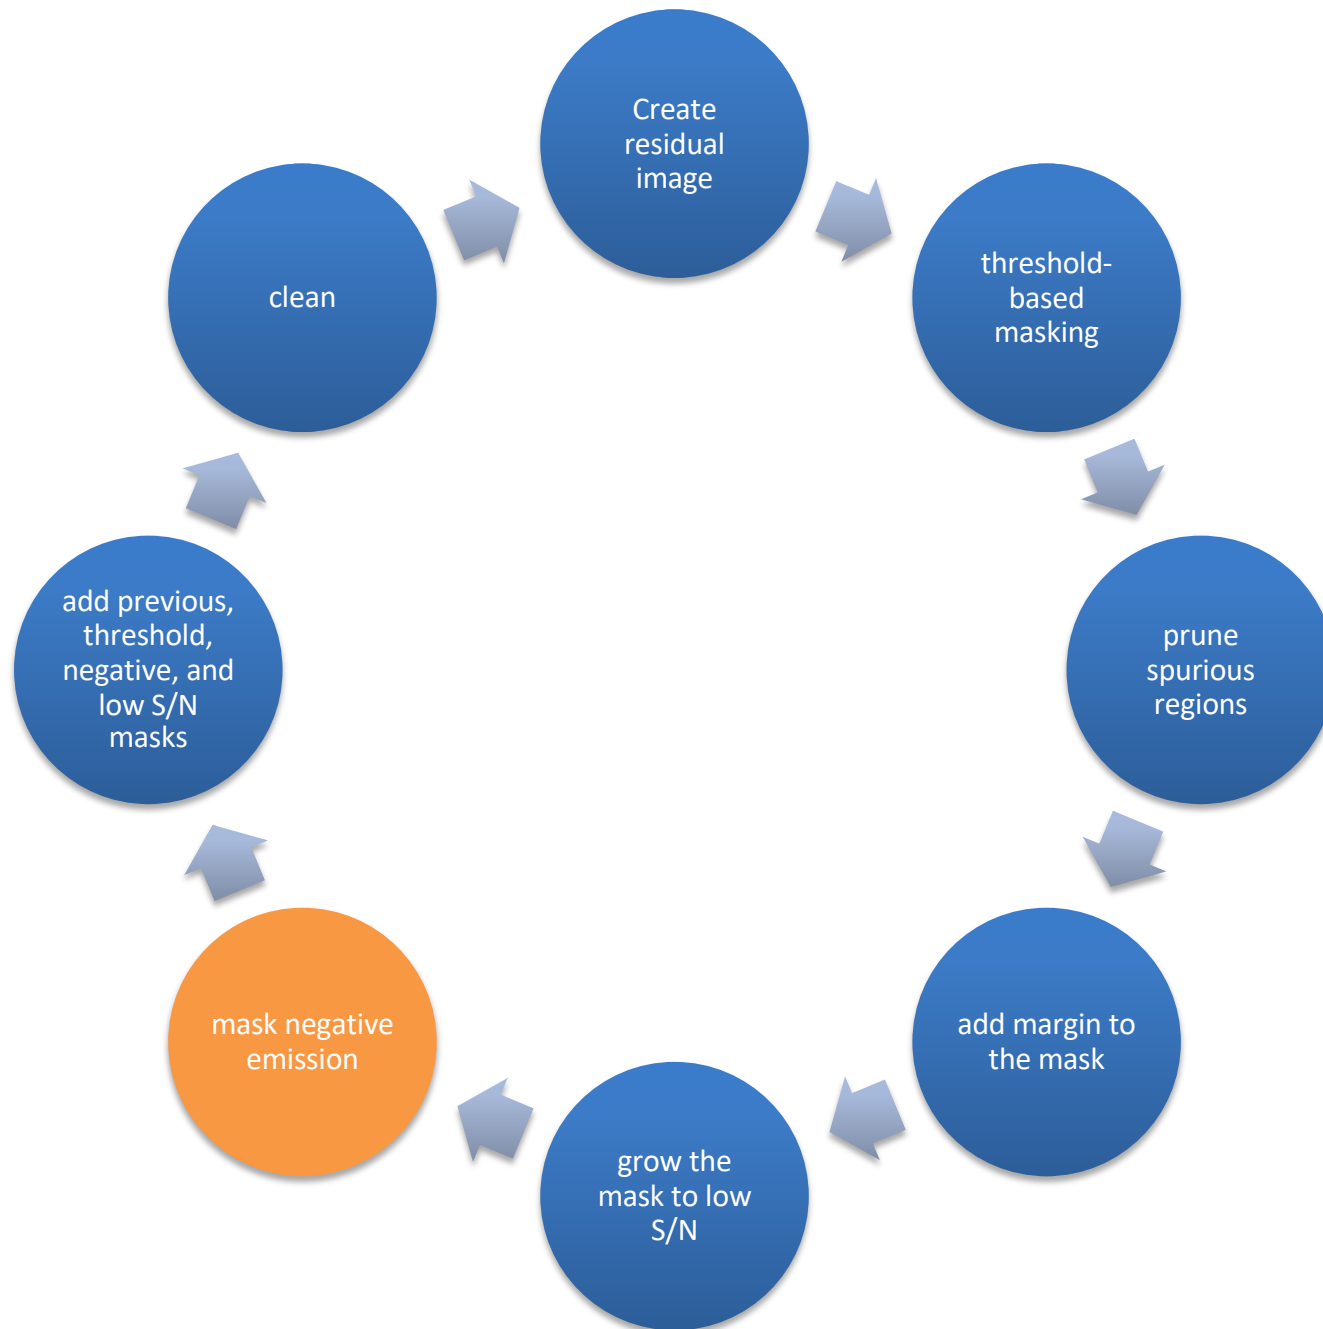 Create
residual
image
threshold-
based
masking
prune
spurious
regions
add margin to
the mask
grow the
mask to low
S/N
mask negative
emission
add previous,
threshold,
negative, and
low S/N
masks
clean